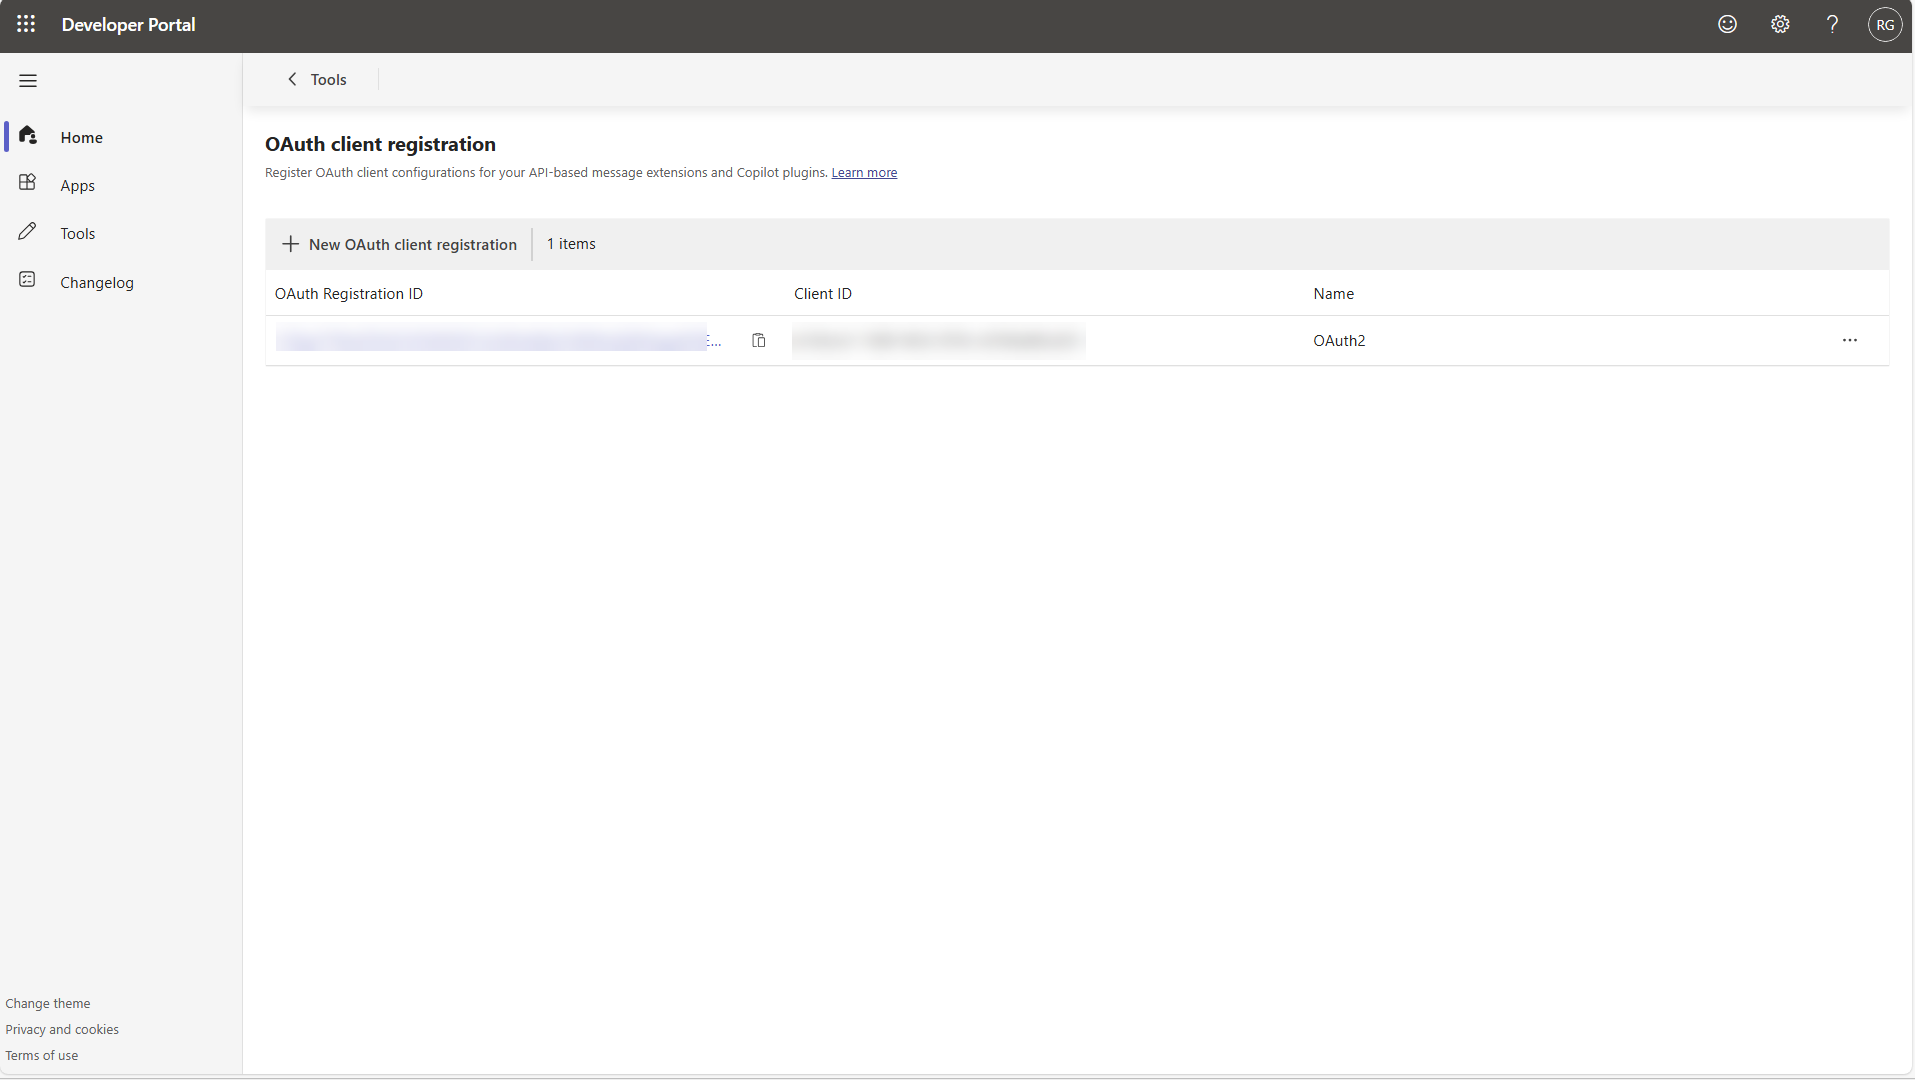 Developer Portal
RG
Tools
Home
Apps
Tools
Changelog
OAuth client registration
Register OAuth client configurations for your API-based message extensions and Copilot plugins. Learn more
New OAuth client registration
1 items
OAuth Registration ID
Client ID
Name
E...
OAuth2
Change theme
Privacy and cookies
Terms of use